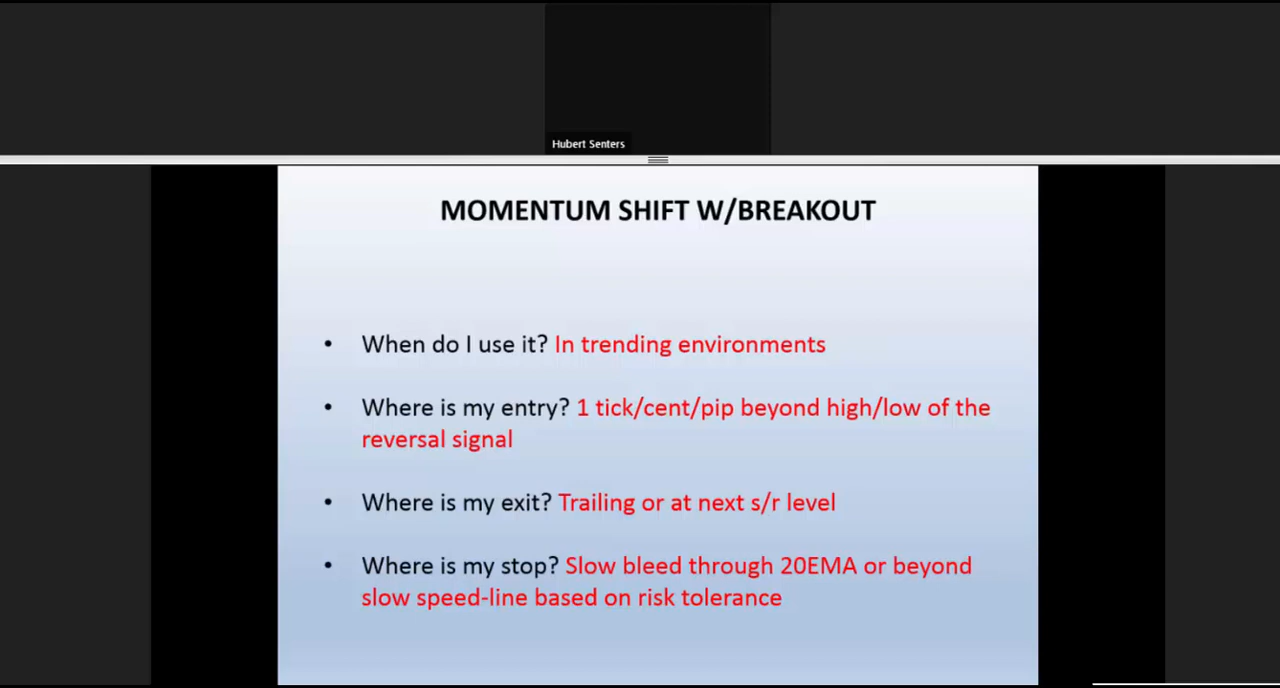 Hubert Senters
MOMENTUM SHIFT W/BREAKOUT
• When do I use it? In trending environments
• Where is my entry? 1 tick/cent/pip beyond high/low of the
reversal signal
• Where is my exit? Trailing or at next s/r level
• Where is my stop? Slow bleed through 20EMA or beyond
slow speed-line based on risk tolerance